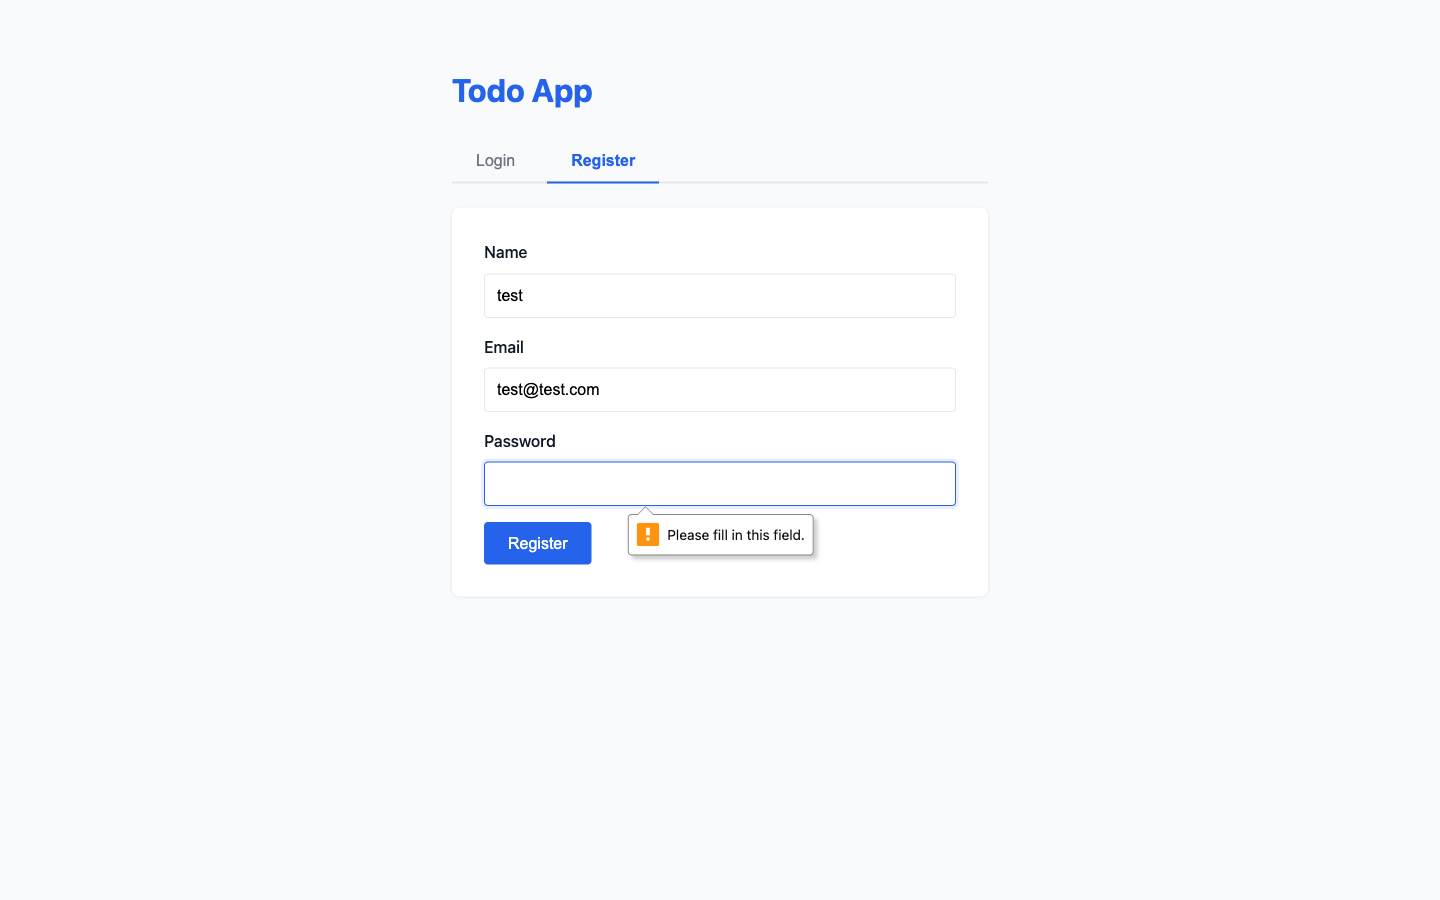 Todo App
Login Register
Name
test
Email
test@test.com
Password
Please fill in this field.
Register